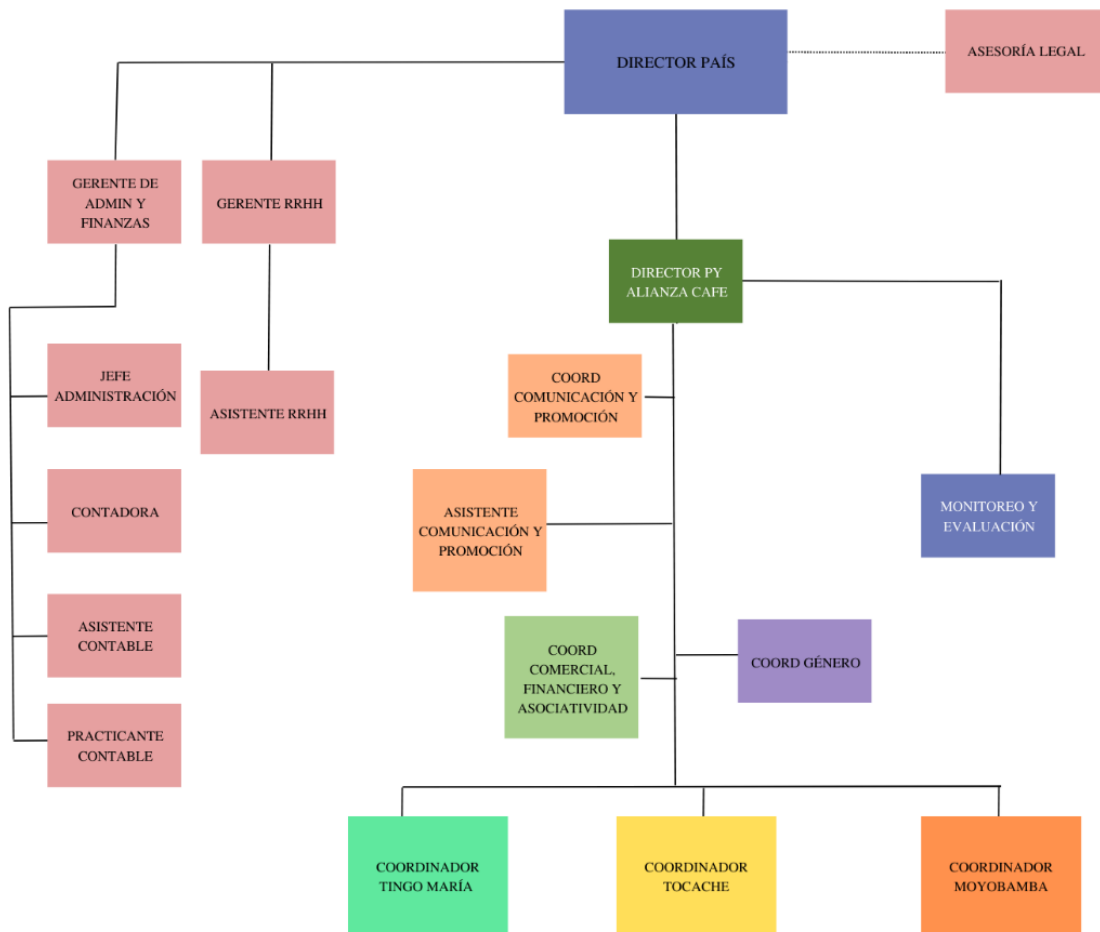 DIRECTOR PAÍS
ASESORÍA LEGAL
GERENTE DE
ADMIN Y
FINANZAS
GERENTE RRHH
DIRECTOR PY
ALIANZA CAFE
JEFE
ADMINISTRACIÓN
ASISTENTE RRHH
COORD
COMUNICACIÓN Y
PROMOCIÓN
CONTADORA
ASISTENTE
COMUNICACIÓN Y
PROMOCIÓN
MONITOREO Y
EVALUACIÓN
ASISTENTE
CONTABLE
COORD
COMERCIAL,
FINANCIERO Y
ASOCIATIVIDAD
COORD GÉNERO
PRACTICANTE
CONTABLE
COORDINADOR
TINGO MARÍA
COORDINADOR
TOCACHE
COORDINADOR
MOYOBAMBA